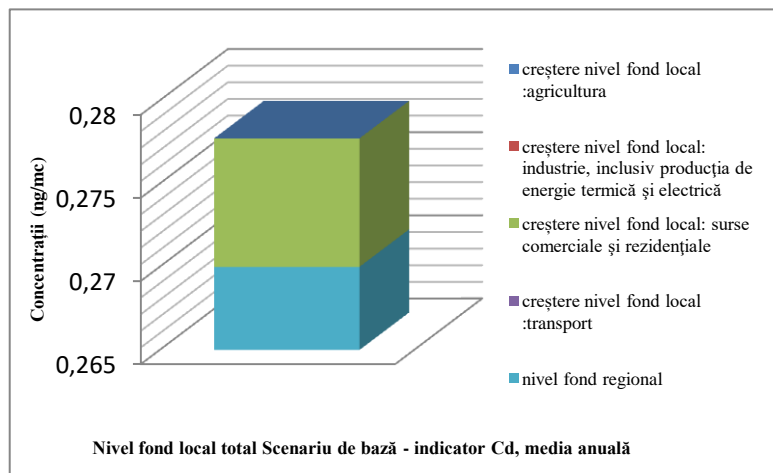 0,28
0,275
0,27
0,265
Concentrații (ng/mc)
creștere nivel fond local
:agricultura
creștere nivel fond local:
industrie, inclusiv producția de
energie termică şi electrică
creștere nivel fond local: surse
comerciale şi rezidențiale
creștere nivel fond local
:transport
nivel fond regional
Nivel fond local total Scenariu de bază - indicator Cd, media anuală